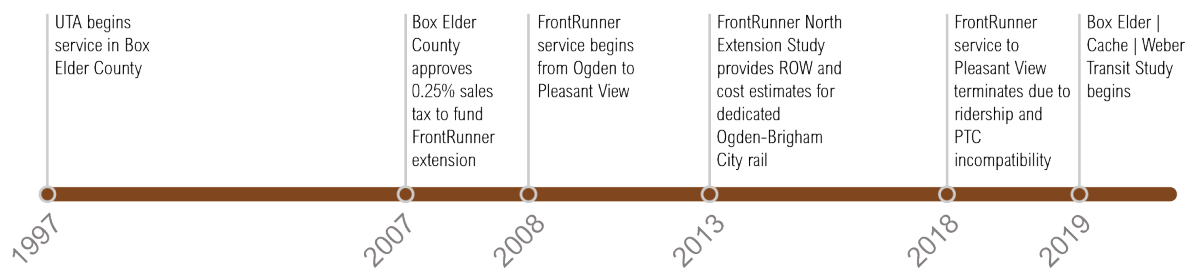 UTA begins
service in Box
Elder County
Box Elder
County
approves
0.25% sales
tax to fund
FrontRunner
extension
FrontRunner
service begins
from Ogden to
Pleasant View
FrontRunner North
Extension Study
provides ROW and
cost estimates for
dedicated
Ogden-Brigham
City rail
FrontRunner
service to
Pleasant View
terminates due to
ridership and
PTC
incompatibility
Box Elder |
Cache | Weber
Transit Study
begins
1997
2007
2008
2013
2018
2019